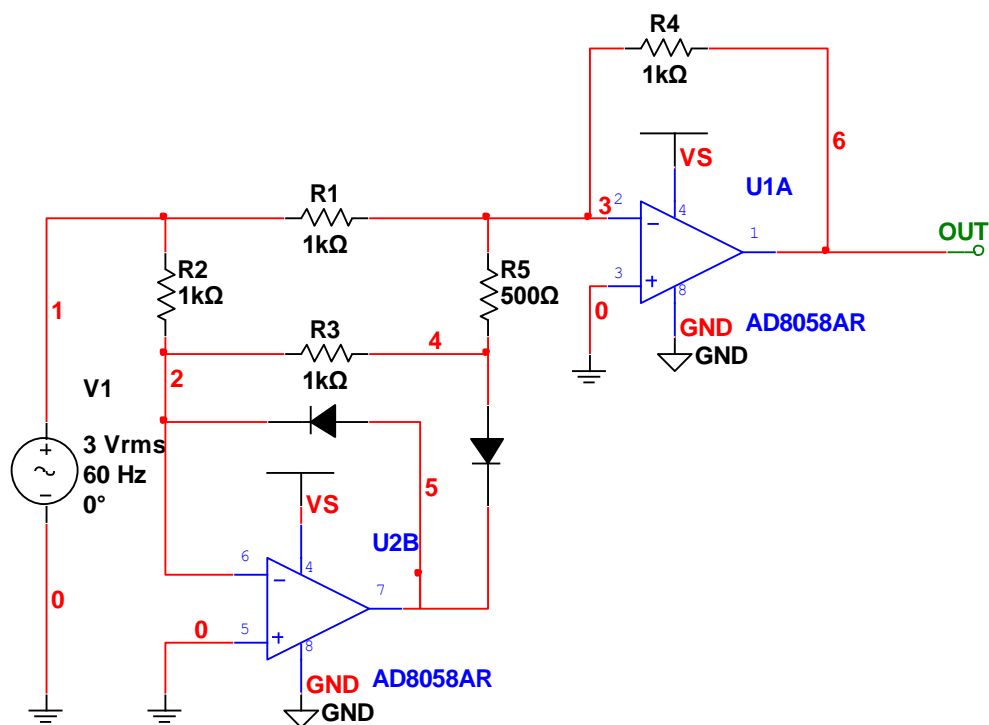 R4
1kΩ
6
VS
U1A
R1
1kΩ
3
2
4
1
OUT
R2
1kΩ
R5
500Ω
3
0
8
AD8058AR
GND
GND
1
R3
1kΩ
4
2
V1
3 Vrms
60 Hz
0°
5
VS
U2B
6
4
7
0
0
5
8
AD8058AR
GND
GND